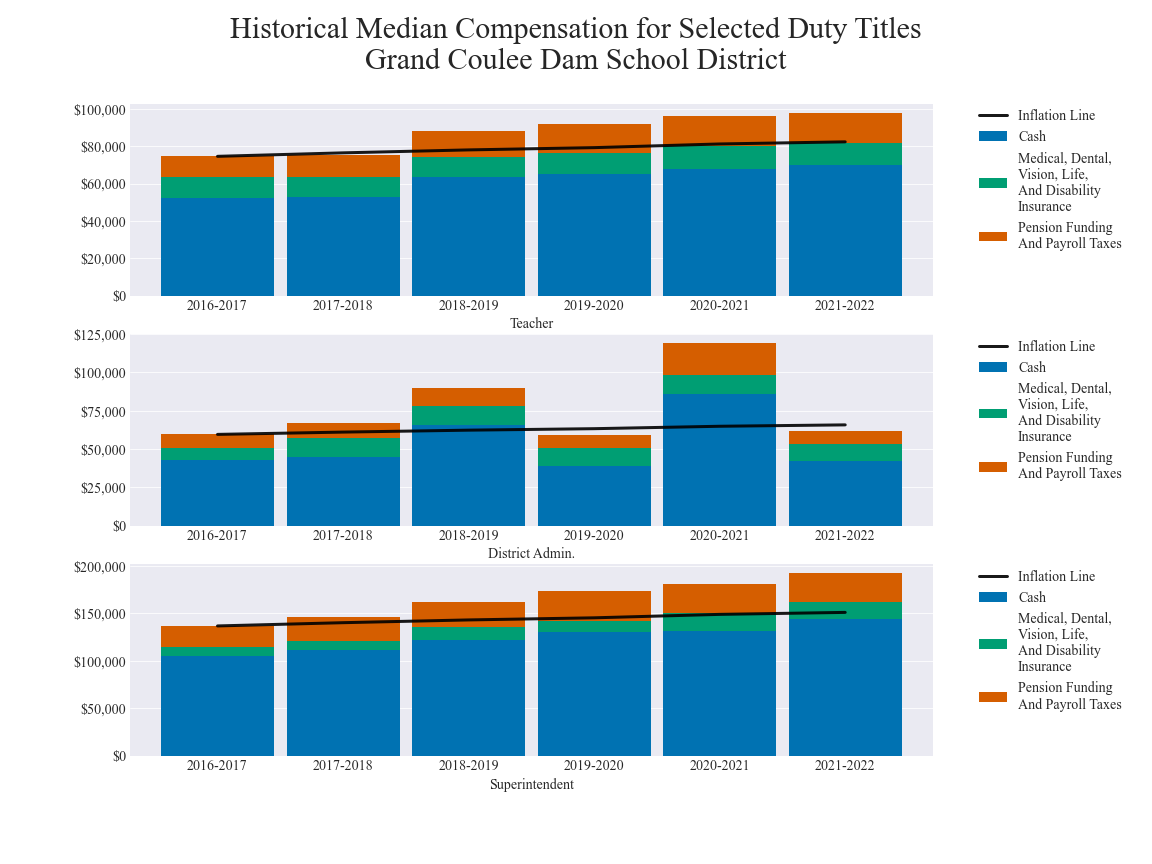 Historical Median Compensation for Selected Duty Titles
Grand Coulee Dam School District
$100,000
$80,000
$60,000
$40,000
$20,000
$0
2016-2017 2017-2018 2018-2019 2019-2020 2020-2021 2021-2022
Teacher
Inflation Line
Cash
Medical, Dental,
Vision, Life,
And Disability
Insurance
Pension Funding
And Payroll Taxes
$125,000
$100,000
$75,000
$50,000
$25,000
$0
2016-2017 2017-2018 2018-2019 2019-2020 2020-2021 2021-2022
District Admin.
Inflation Line
Cash
Medical, Dental,
Vision, Life,
And Disability
Insurance
Pension Funding
And Payroll Taxes
$200,000
$150,000
$100,000
$50,000
$0
2016-2017 2017-2018 2018-2019 2019-2020 2020-2021 2021-2022
Superintendent
Inflation Line
Cash
Medical, Dental,
Vision, Life,
And Disability
Insurance
Pension Funding
And Payroll Taxes